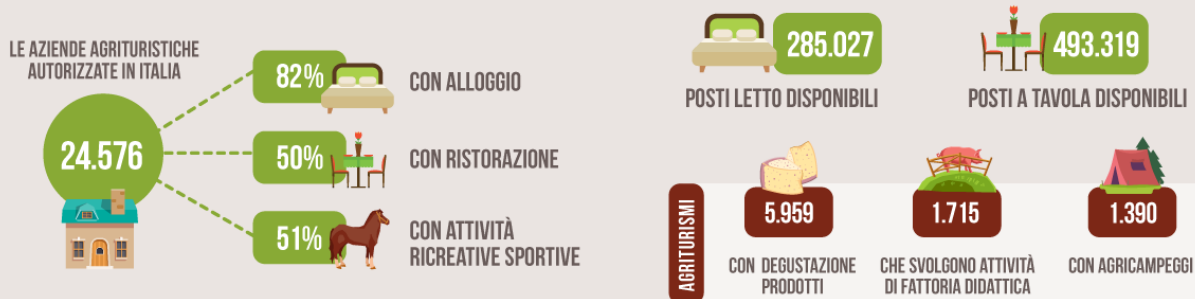 LE AZIENDE AGRITURISTICHE
AUTORIZZATE IN ITALIA
24.576
82%
CON ALLOGGIO
50%
CON RISTORAZIONE
51%
CON ATTIVITÀ
RICREATIVE SPORTIVE
285.027
POSTI LETTO DISPONIBILI
493.319
POSTI A TAVOLA DISPONIBILI
AGRITURISMI
5.959
CON DEGUSTAZIONE
PRODOTTI
1.715
CHE SVOLGONO ATTIVITÀ
DI FATTORIA DIDATTICA
1.390
CON AGRICAMPEGGI